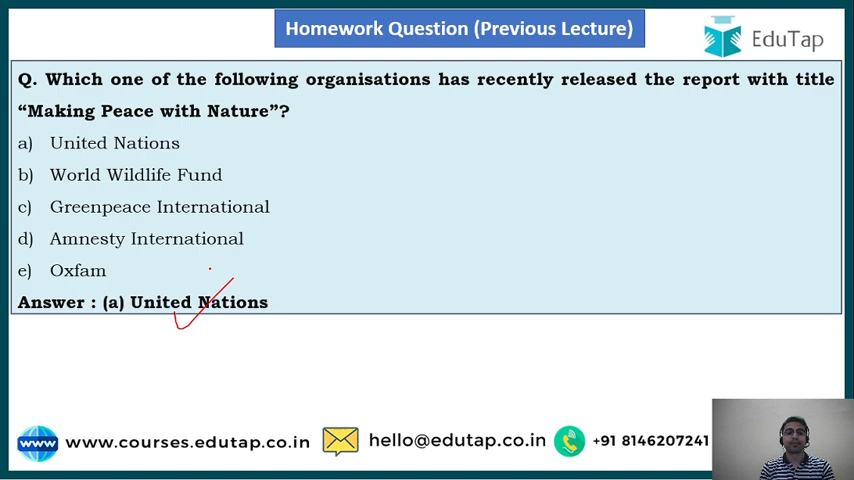 Homework Question (Previous Lecture)
EduTap
Q. Which one of the following organisations has recently released the report with title
“Making Peace with Nature”?
a) United Nations
b) World Wildlife Fund
c) Greenpeace International
d) Amnesty International
e) Oxfam
Answer : (a) United Nations
www
www.courses.edutap.co.in
hello@edutap.co.in
+91 8146207241